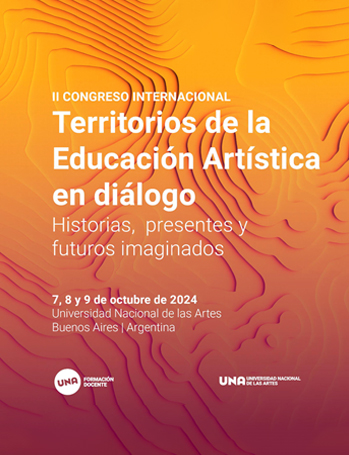 II CONGRESO INTERNACIONAL
Territorios de la
Educación Artística
en diálogo
Historias, presentes y
futuros imaginados
7, 8 y 9 de octubre de 2024
Universidad Nacional de las Artes
Buenos Aires | Argentina
UNA FORMACIÓN
DOCENTE
UNA UNIVERSIDAD NACIONAL
DE LAS ARTES